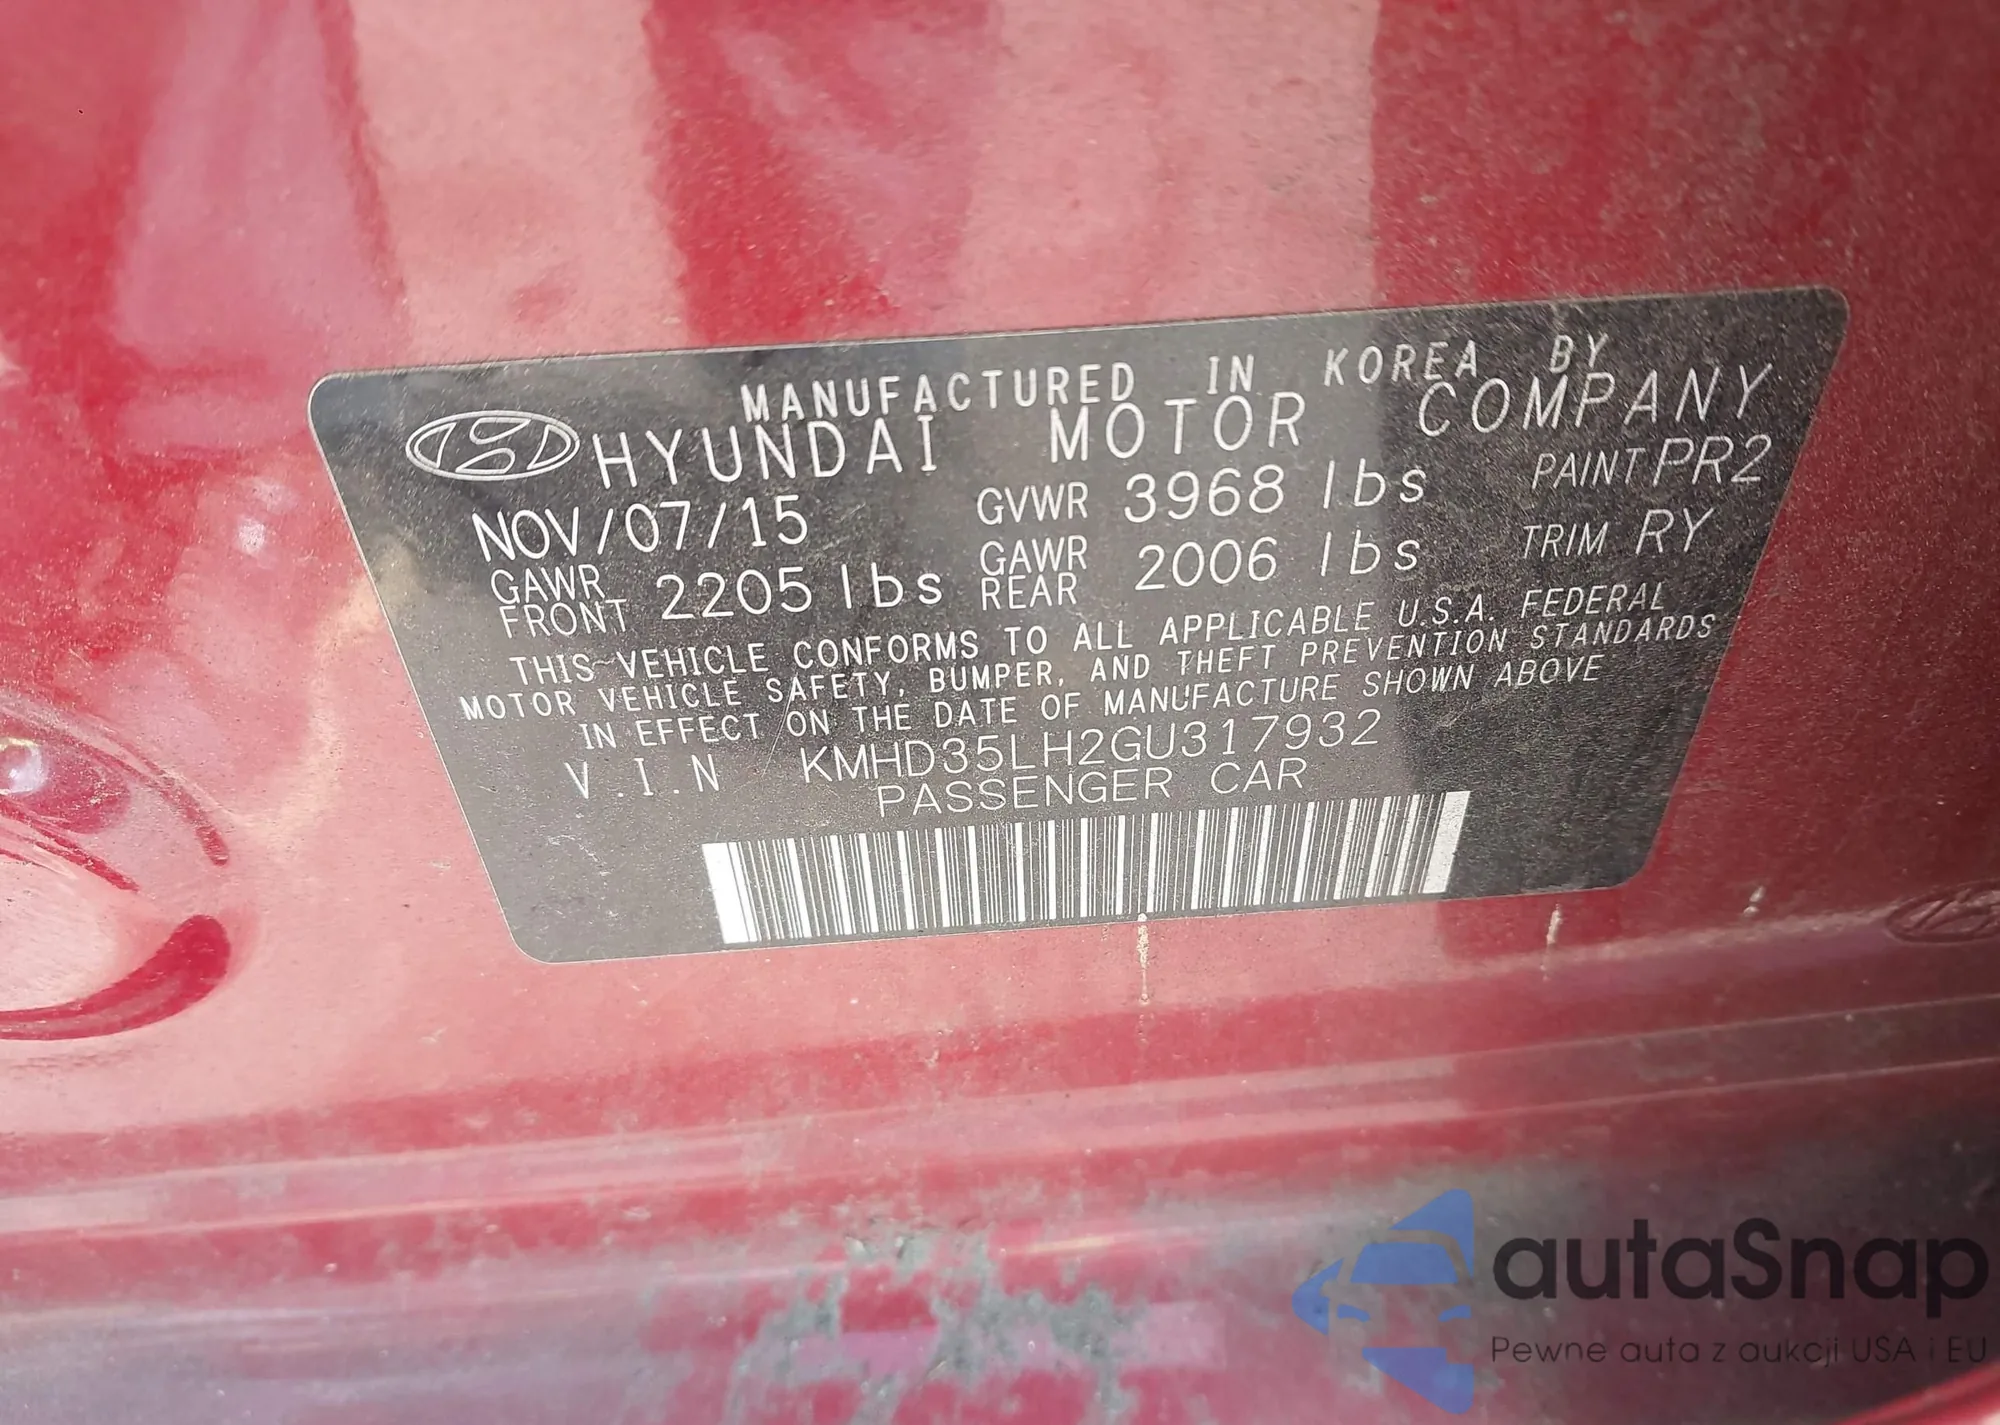 MANUFACTURED IN KOREA BY
HYUNDAI MOTOR COMPANY
NOV/07/15 GVWR 3968 lbs PAINT PR2
GAWR FRONT 2205 lbs GAWR REAR 2006 lbs TRIM RY
THIS VEHICLE CONFORMS TO ALL APPLICABLE U.S.A. FEDERAL
MOTOR VEHICLE SAFETY, BUMPER, AND THEFT PREVENTION STANDARDS
IN EFFECT ON THE DATE OF MANUFACTURE SHOWN ABOVE
V.I.N KMHD35LH2GU317932
PASSENGER CAR
autaSnap
Pewne auta z aukcji USA i EU